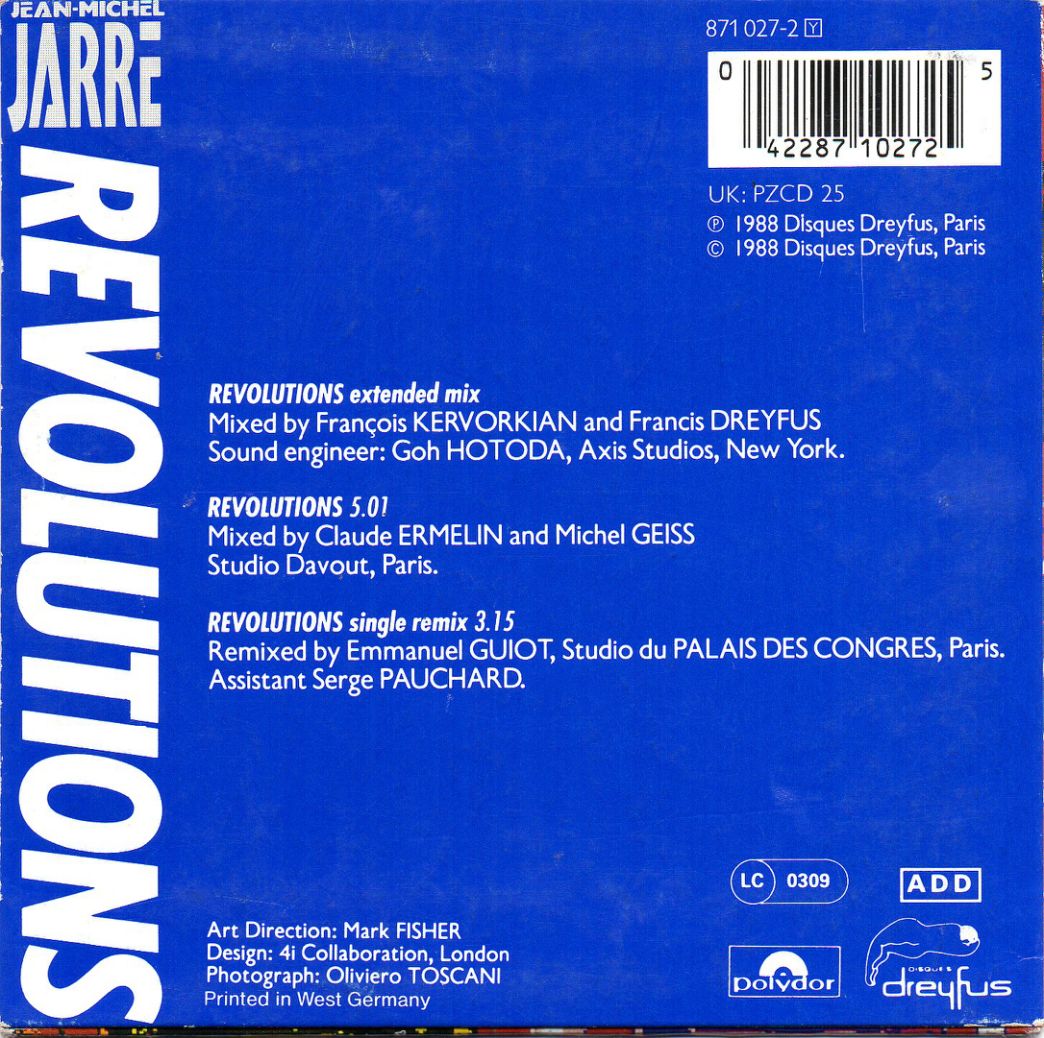 JEAN-MICHEL
JARRE
REVOLUTIONS
871 027-2 Y
0 42287 10272 5
UK: PZCD 25
℗ 1988 Disques Dreyfus, Paris
© 1988 Disques Dreyfus, Paris
REVOLUTIONS extended mix
Mixed by François KERVORKIAN and Francis DREYFUS
Sound engineer: Goh HOTODA, Axis Studios, New York.
REVOLUTIONS 5.01
Mixed by Claude ERMELIN and Michel GEISS
Studio Davout, Paris.
REVOLUTIONS single remix 3.15
Remixed by Emmanuel GUIOT, Studio du PALAIS DES CONGRES, Paris.
Assistant Serge PAUCHARD.
LC 0309
ADD
Art Direction: Mark FISHER
Design: 4i Collaboration, London
Photograph: Oliviero TOSCANI
Printed in West Germany
polydor
DISQUES
dreyfus